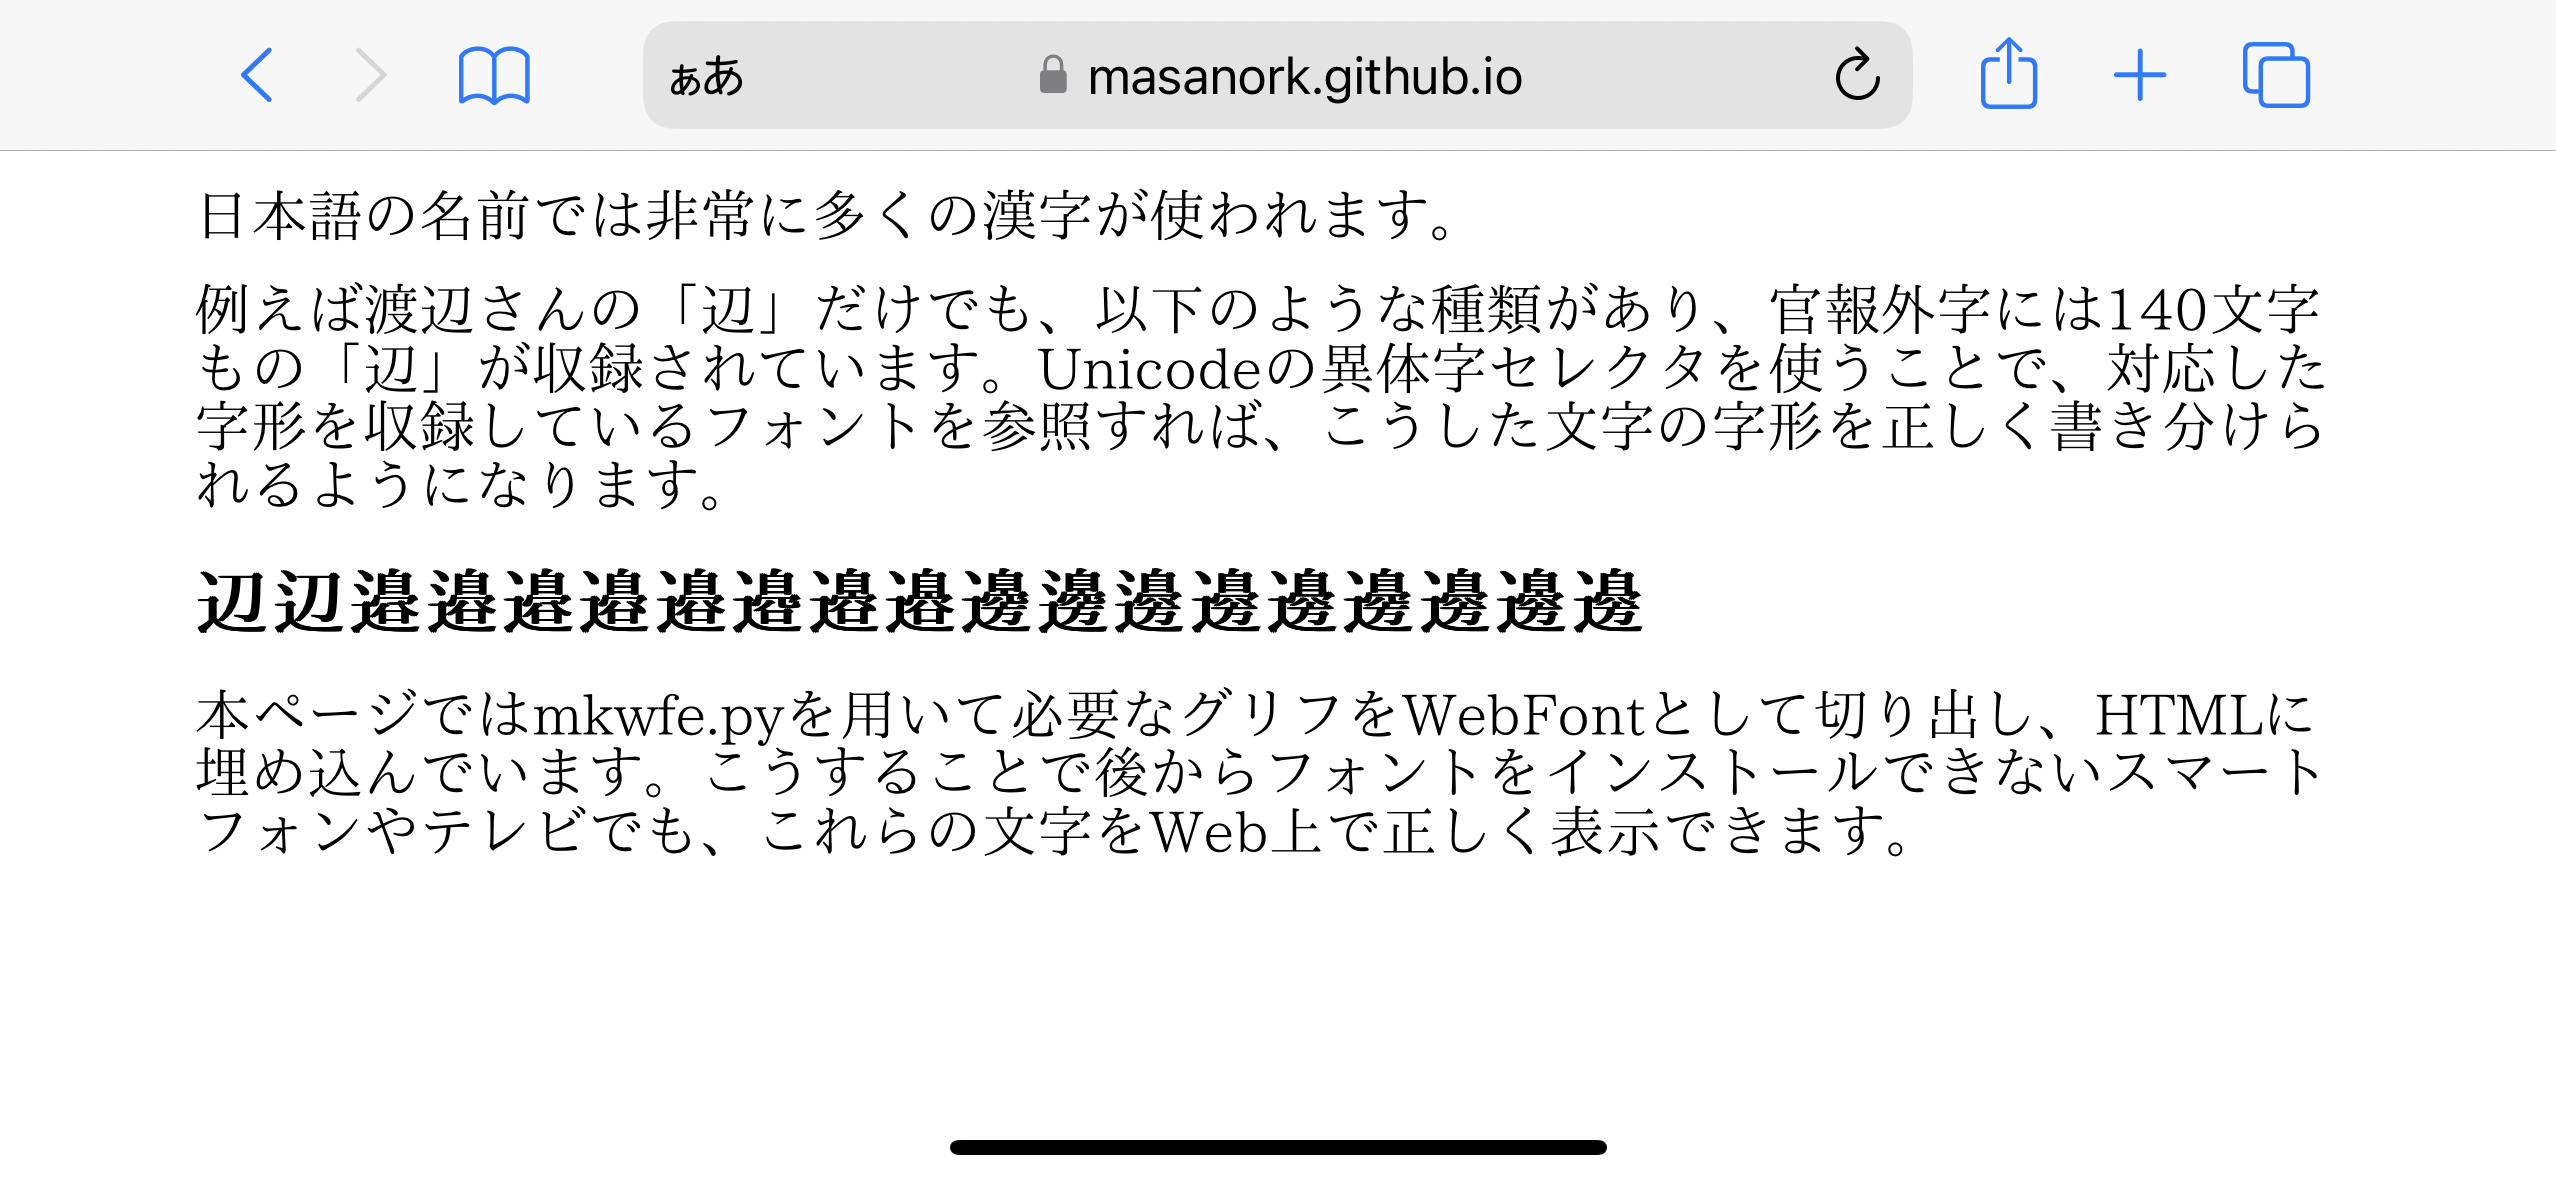 ぁあ masanork.github.io
日本語の名前では非常に多くの漢字が使われます。
例えば渡辺さんの「辺」だけでも、以下のような種類があり、官報外字には140文字
もの「辺」が収録されています。Unicodeの異体字セレクタを使うことで、対応した
字形を収録しているフォントを参照すれば、こうした文字の字形を正しく書き分けら
れるようになります。
辺辺邉邉邉邉邉邉邉邉邊邊邊邊邊邊邊邊邊
本ページではmkwfe.pyを用いて必要なグリフをWebFontとして切り出し、HTMLに
埋め込んでいます。こうすることで後からフォントをインストールできないスマート
フォンやテレビでも、これらの文字をWeb上で正しく表示できます。